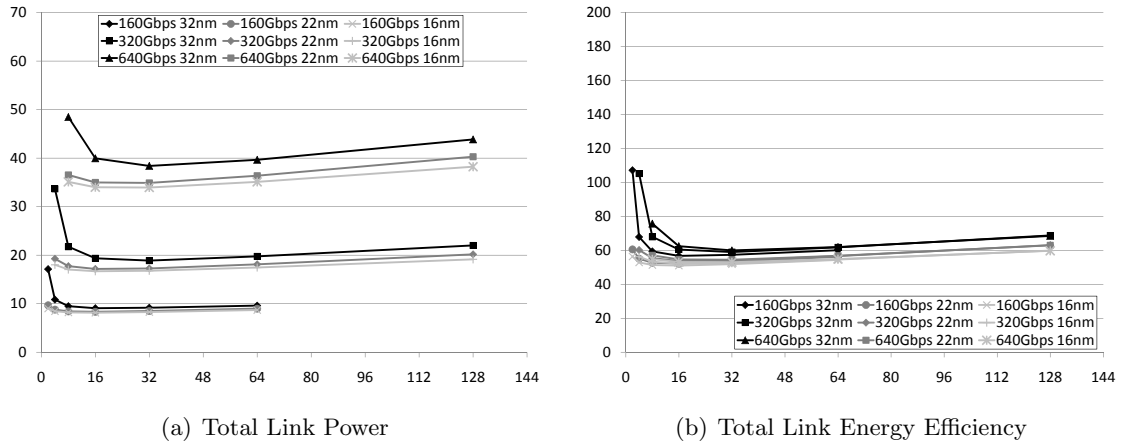 70
60
50
40
30
20
10
0
0 16 32 48 64 80 96 112 128 144
160Gbps 32nm 160Gbps 22nm 160Gbps 16nm
320Gbps 32nm 320Gbps 22nm 320Gbps 16nm
640Gbps 32nm 640Gbps 22nm 640Gbps 16nm
(a) Total Link Power
200
180
160
140
120
100
80
60
40
20
0
0 16 32 48 64 80 96 112 128 144
160Gbps 32nm 160Gbps 22nm 160Gbps 16nm
320Gbps 32nm 320Gbps 22nm 320Gbps 16nm
640Gbps 32nm 640Gbps 22nm 640Gbps 16nm
(b) Total Link Energy Efficiency